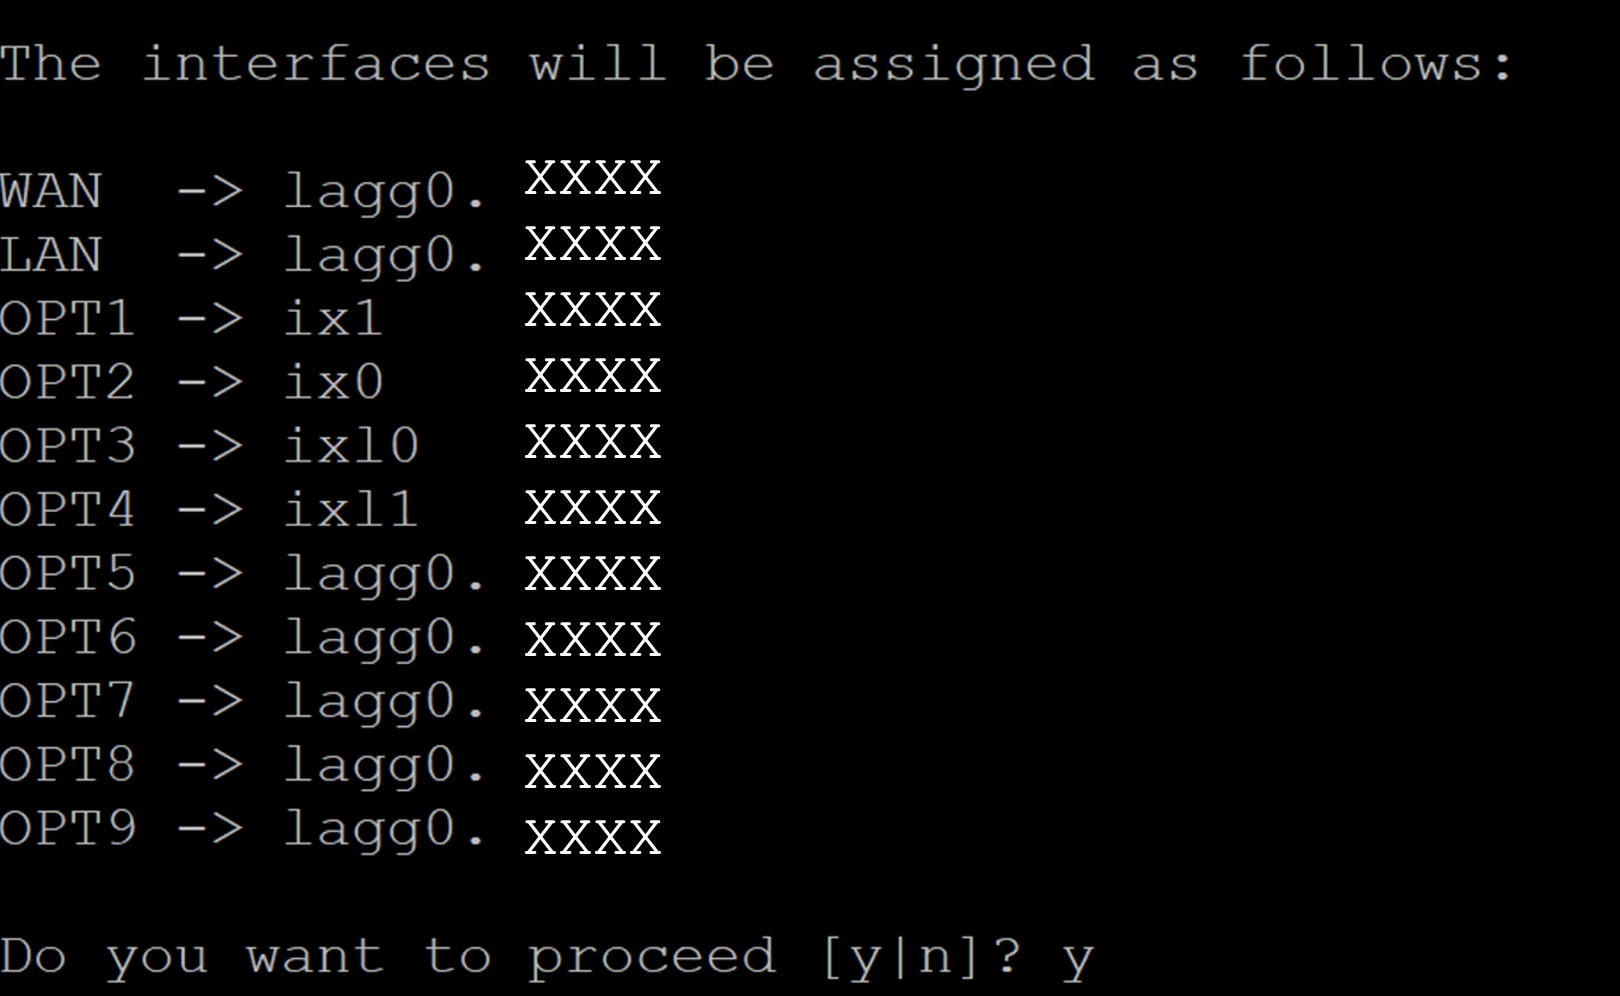 The interfaces will be assigned as follows:
WAN  -> lagg0. XXXX
LAN  -> lagg0. XXXX
OPT1 -> ix1    XXXX
OPT2 -> ix0    XXXX
OPT3 -> ixl0   XXXX
OPT4 -> ixl1   XXXX
OPT5 -> lagg0. XXXX
OPT6 -> lagg0. XXXX
OPT7 -> lagg0. XXXX
OPT8 -> lagg0. XXXX
OPT9 -> lagg0. XXXX
Do you want to proceed [y|n]? y